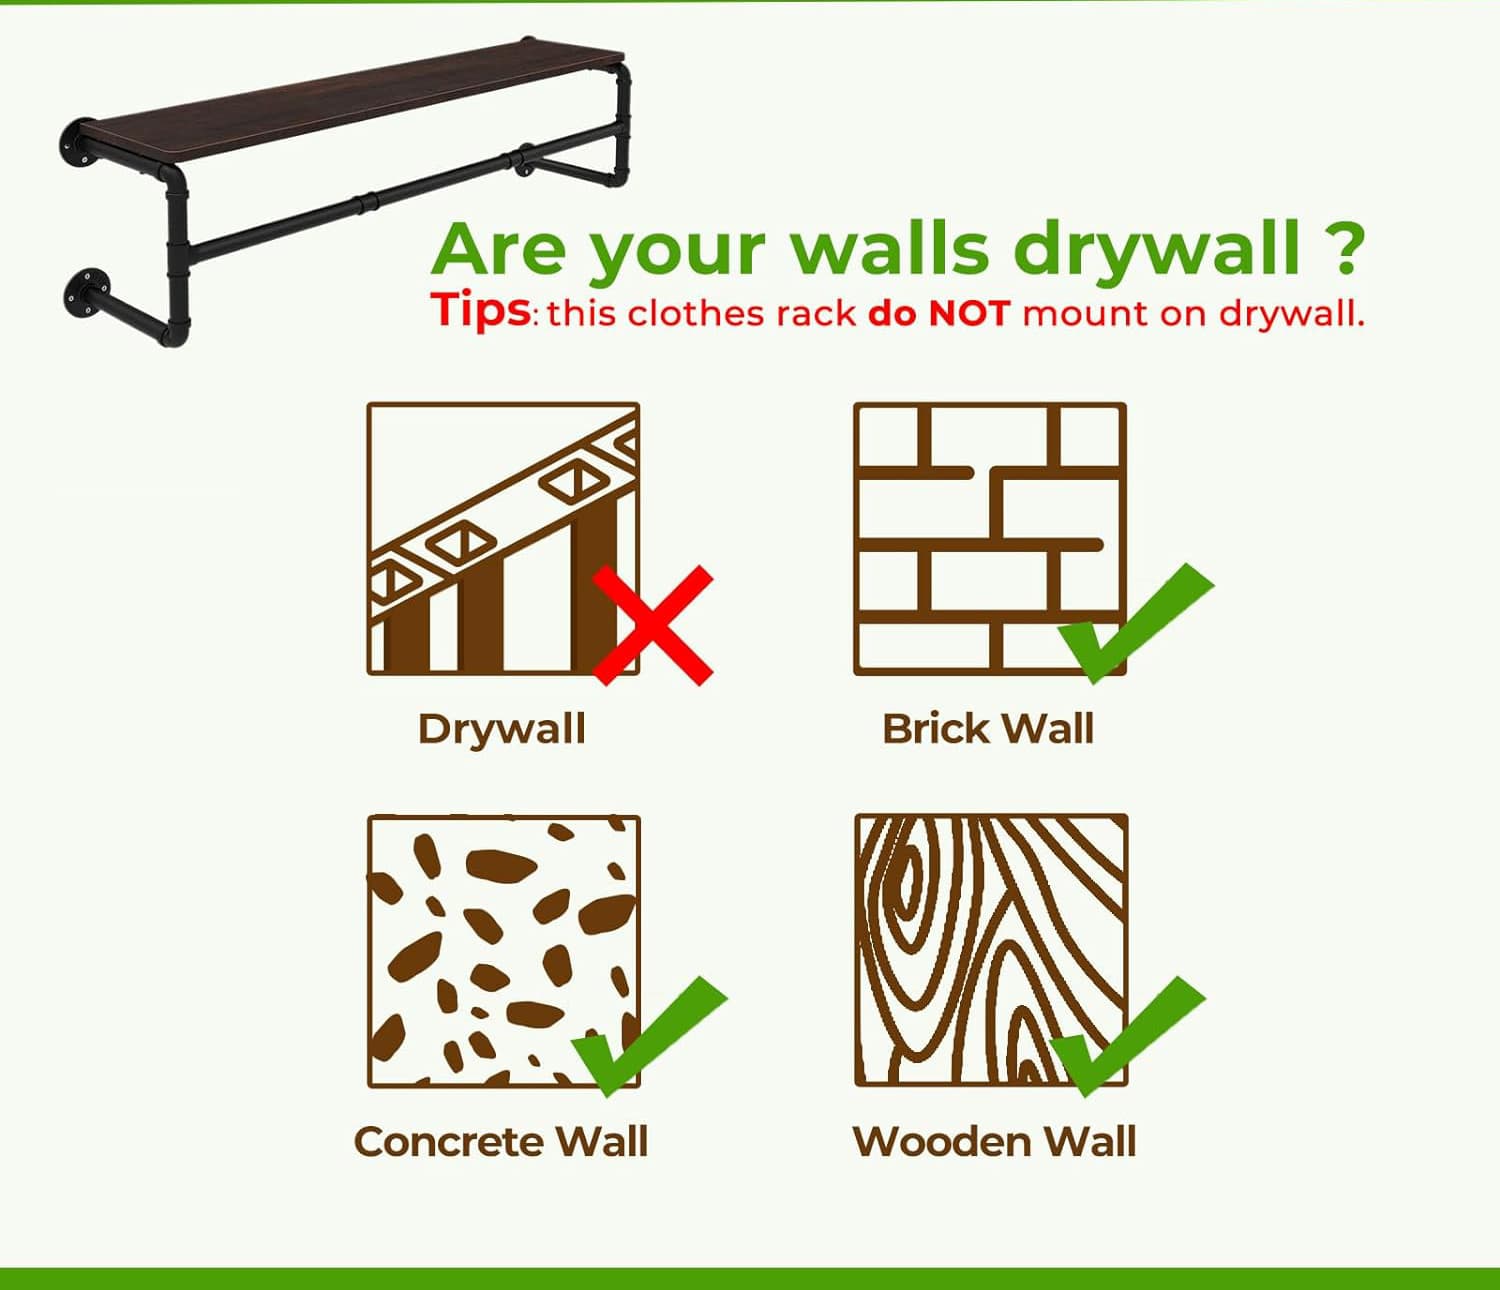 Are your walls drywall ?
Tips: this clothes rack do NOT mount on drywall.
Drywall
Brick Wall
Concrete Wall
Wooden Wall